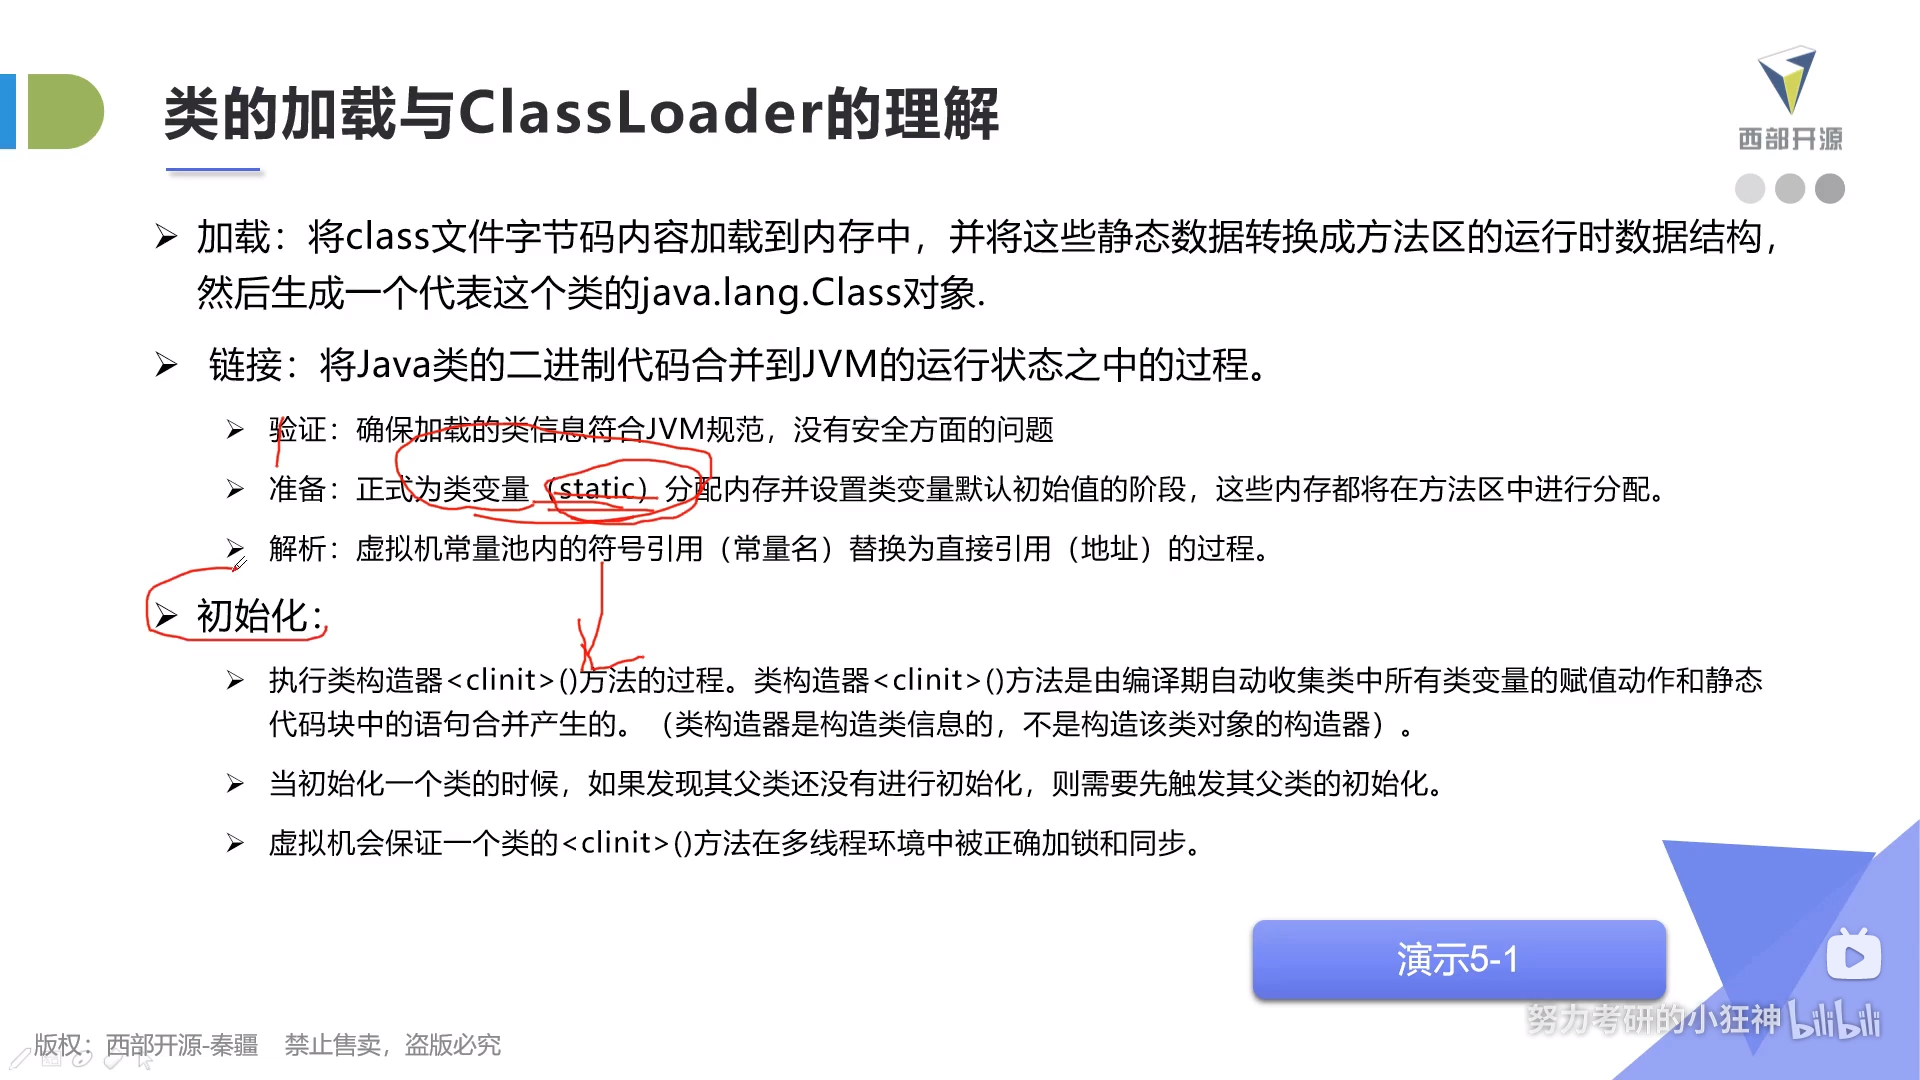 类的加载与ClassLoader的理解
西部开源
加载：将class文件字节码内容加载到内存中，并将这些静态数据转换成方法区的运行时数据结构，
然后生成一个代表这个类的java.lang.Class对象.
链接：将Java类的二进制代码合并到JVM的运行状态之中的过程。
验证：确保加载的类信息符合JVM规范，没有安全方面的问题
准备：正式为类变量（static）分配内存并设置类变量默认初始值的阶段，这些内存都将在方法区中进行分配。
解析：虚拟机常量池内的符号引用（常量名）替换为直接引用（地址）的过程。
初始化：
执行类构造器<clinit>()方法的过程。类构造器<clinit>()方法是由编译期自动收集类中所有类变量的赋值动作和静态
代码块中的语句合并产生的。（类构造器是构造类信息的，不是构造该类对象的构造器）。
当初始化一个类的时候，如果发现其父类还没有进行初始化，则需要先触发其父类的初始化。
虚拟机会保证一个类的<clinit>()方法在多线程环境中被正确加锁和同步。
演示5-1
努力考研的小狂神 bilibili
版权：西部开源-秦疆 禁止售卖，盗版必究